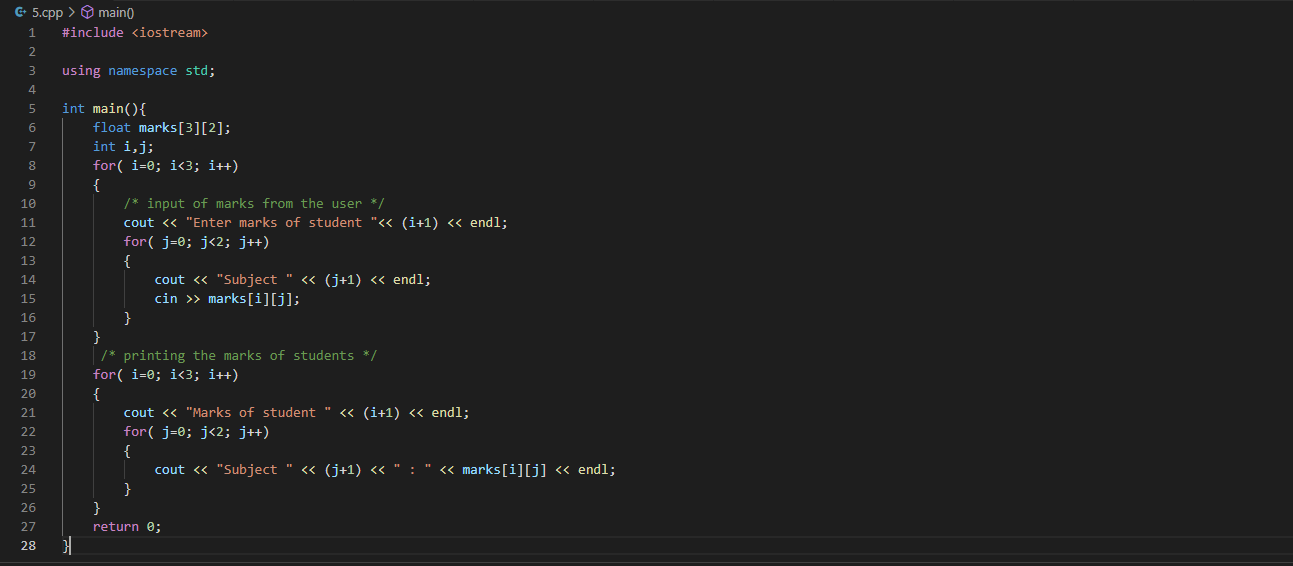 5.cpp > main()
1 #include <iostream>
2
3 using namespace std;
4
5 int main(){
6     float marks[3][2];
7     int i,j;
8     for( i=0; i<3; i++)
9     {
10         /* input of marks from the user */
11         cout << "Enter marks of student "<< (i+1) << endl;
12         for( j=0; j<2; j++)
13         {
14             cout << "Subject " << (j+1) << endl;
15             cin >> marks[i][j];
16         }
17     }
18      /* printing the marks of students */
19     for( i=0; i<3; i++)
20     {
21         cout << "Marks of student " << (i+1) << endl;
22         for( j=0; j<2; j++)
23         {
24             cout << "Subject " << (j+1) << " : " << marks[i][j] << endl;
25         }
26     }
27     return 0;
28 }